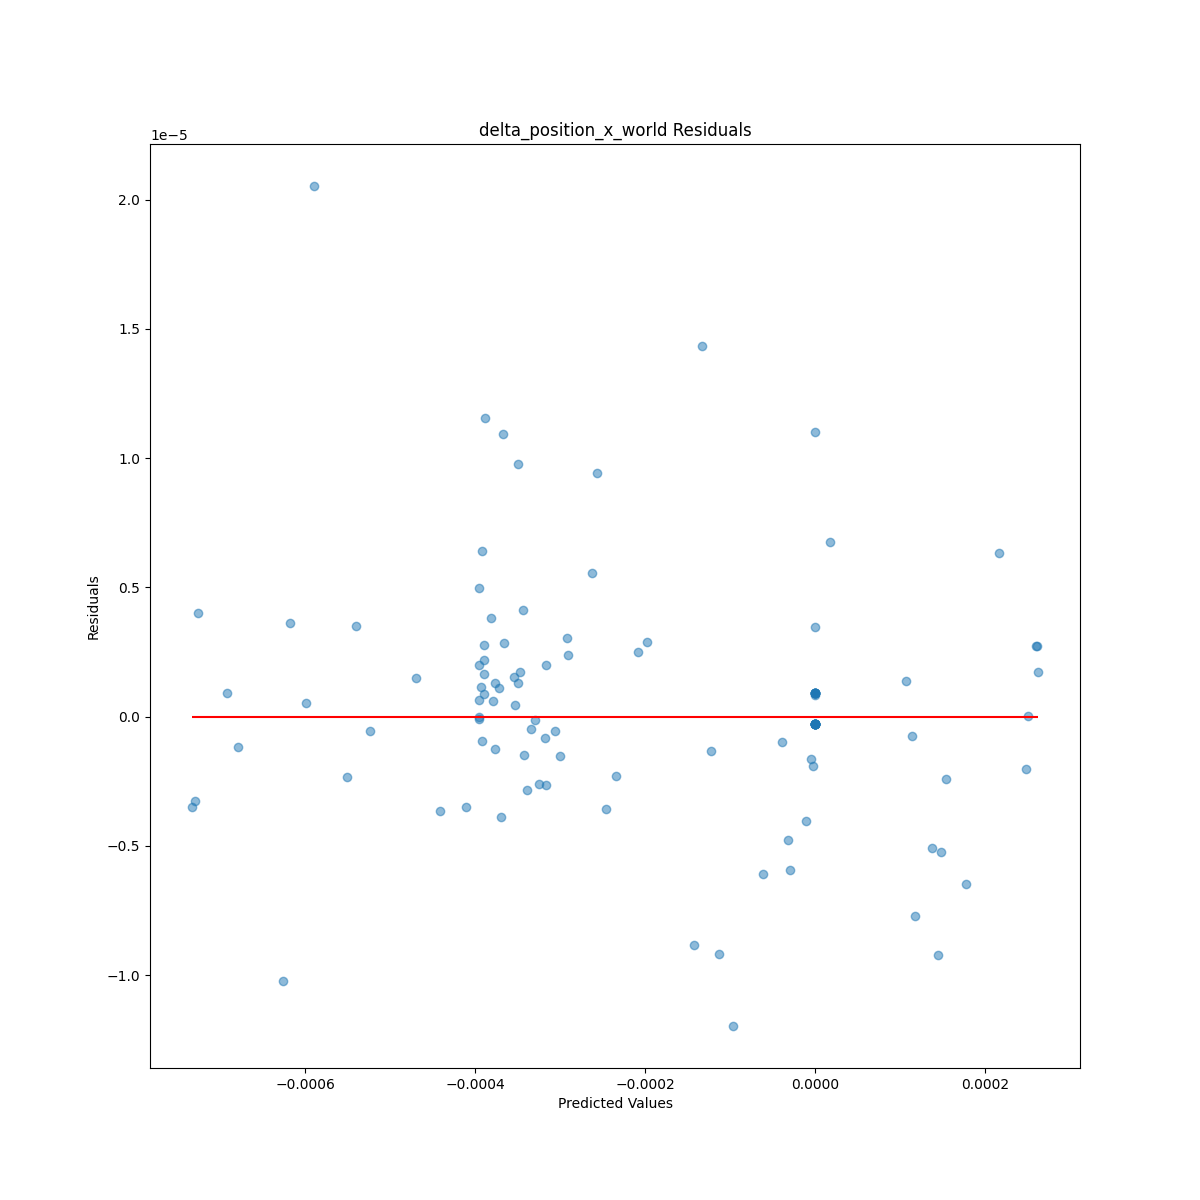 delta_position_x_world Residuals
1e−5
2.0
1.5
1.0
0.5
0.0
−0.5
−1.0
Residuals
−0.0006 −0.0004 −0.0002 0.0000 0.0002
Predicted Values